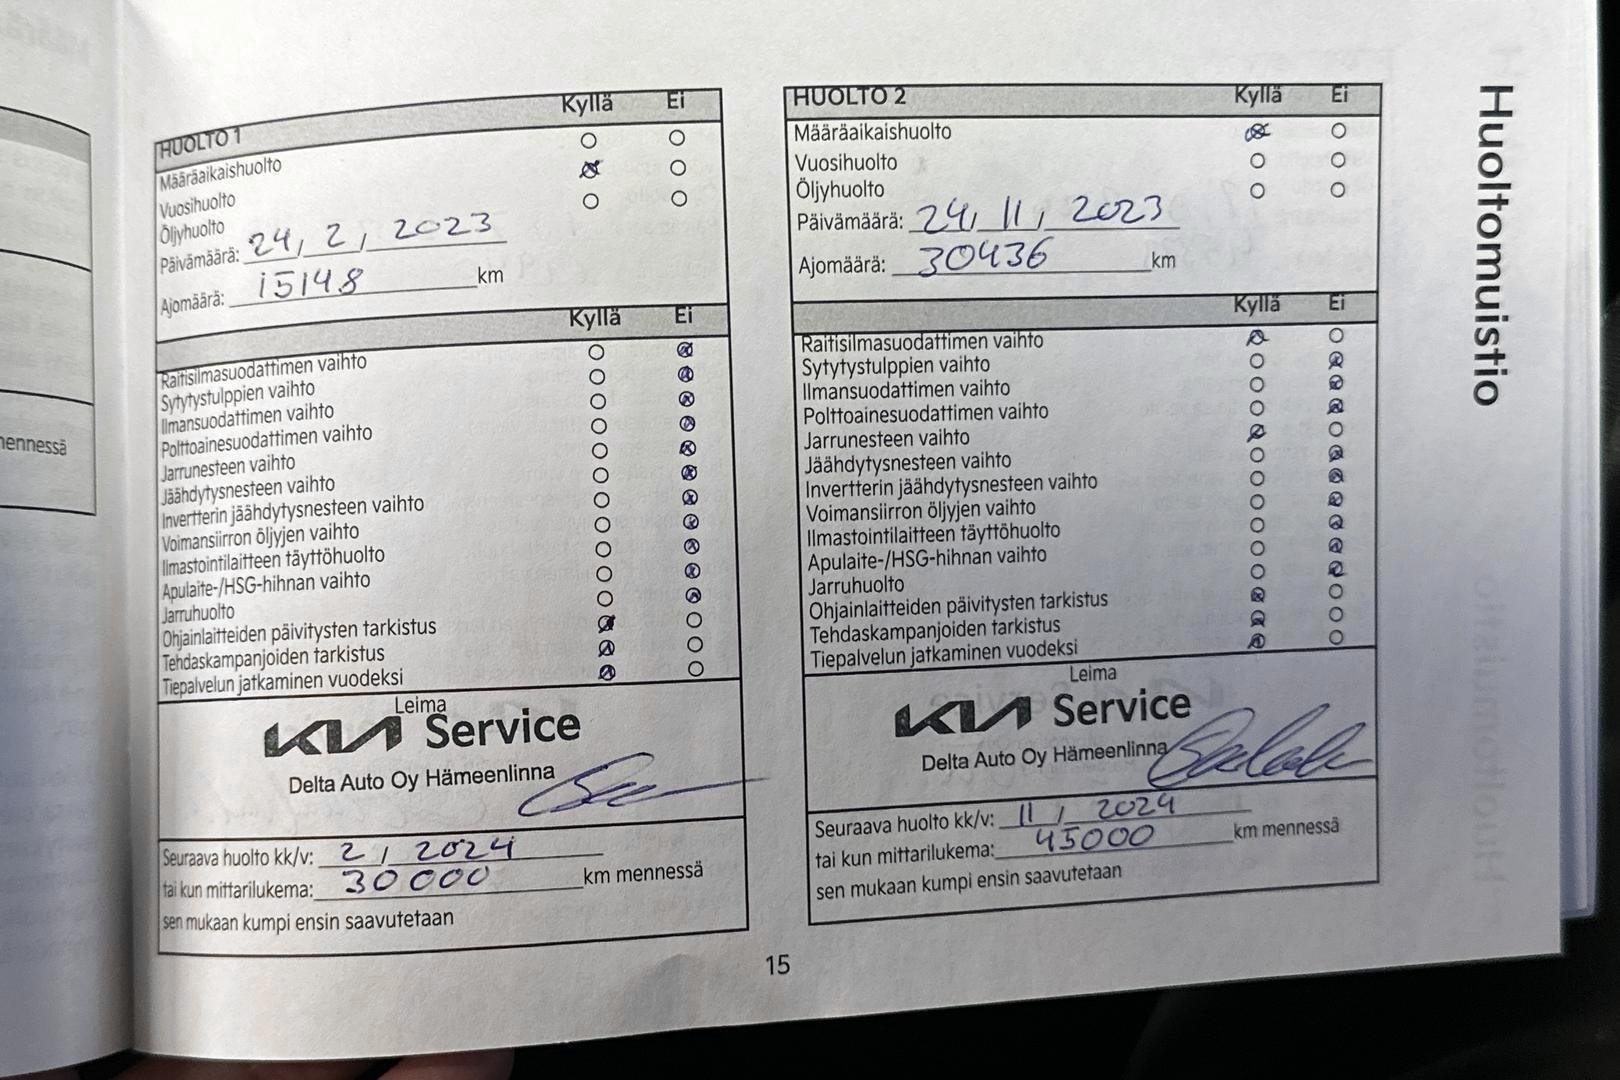 mennessä
Huoltomuistio
HUOLTO 1 Kyllä Ei
Määräaikaishuolto
Vuosihuolto
Öljyhuolto
Päivämäärä: 24, 2, 2023
Ajomäärä: 15148 km
Kyllä Ei
Raitisilmasuodattimen vaihto
Sytytystulppien vaihto
Ilmansuodattimen vaihto
Polttoainesuodattimen vaihto
Jarrunesteen vaihto
Jäähdytysnesteen vaihto
Invertterin jäähdytysnesteen vaihto
Voimansiirron öljyjen vaihto
Ilmastointilaitteen täyttöhuolto
Apulaite-/HSG-hihnan vaihto
Jarruhuolto
Ohjainlaitteiden päivitysten tarkistus
Tehdaskampanjoiden tarkistus
Tiepalvelun jatkaminen vuodeksi
Leima
KIA Service
Delta Auto Oy Hämeenlinna
Seuraava huolto kk/v: 2 / 2024
tai kun mittarilukema: 30 000 km mennessä
sen mukaan kumpi ensin saavutetaan
HUOLTO 2 Kyllä Ei
Määräaikaishuolto
Vuosihuolto
Öljyhuolto
Päivämäärä: 24, 11, 2023
Ajomäärä: 30436 km
Kyllä Ei
Raitisilmasuodattimen vaihto
Sytytystulppien vaihto
Ilmansuodattimen vaihto
Polttoainesuodattimen vaihto
Jarrunesteen vaihto
Jäähdytysnesteen vaihto
Invertterin jäähdytysnesteen vaihto
Voimansiirron öljyjen vaihto
Ilmastointilaitteen täyttöhuolto
Apulaite-/HSG-hihnan vaihto
Jarruhuolto
Ohjainlaitteiden päivitysten tarkistus
Tehdaskampanjoiden tarkistus
Tiepalvelun jatkaminen vuodeksi
Leima
KIA Service
Delta Auto Oy Hämeenlinna
Seuraava huolto kk/v: 11 / 2024
tai kun mittarilukema: 45000 km mennessä
sen mukaan kumpi ensin saavutetaan
15